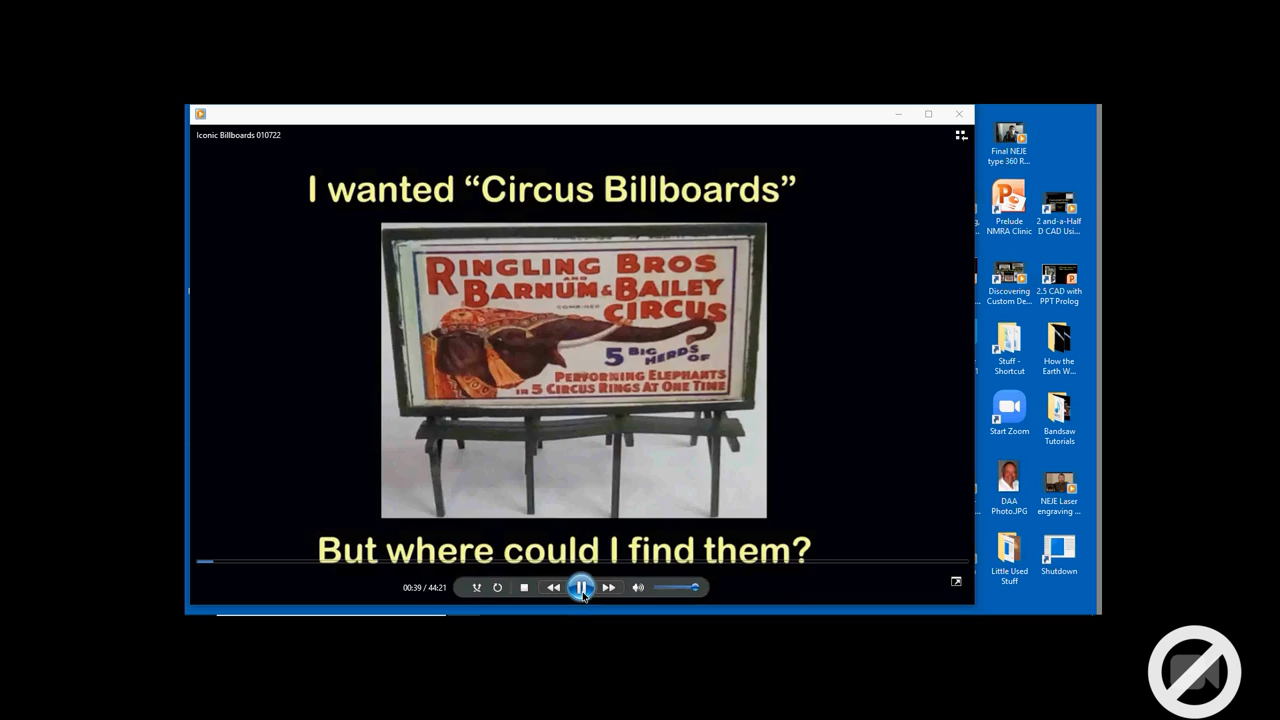 Iconic Billboards 010722
I wanted “Circus Billboards”
RINGLING BROS
AND
BARNUM & BAILEY
COMBINED
CIRCUS
5 BIG
HERDS OF
PERFORMING ELEPHANTS
IN 5 CIRCUS RINGS AT ONE TIME
But where could I find them?
00:39 / 44:21
Final NEJE
type 360 R...
Prelude
NMRA Clinic
2 and-a-Half
D CAD Usi...
Discovering
Custom De...
2.5 CAD with
PPT Prolog
Stuff -
Shortcut
How the
Earth W...
Start Zoom
Bandsaw
Tutorials
DAA
Photo.JPG
NEJE Laser
engraving ...
Little Used
Stuff
Shutdown